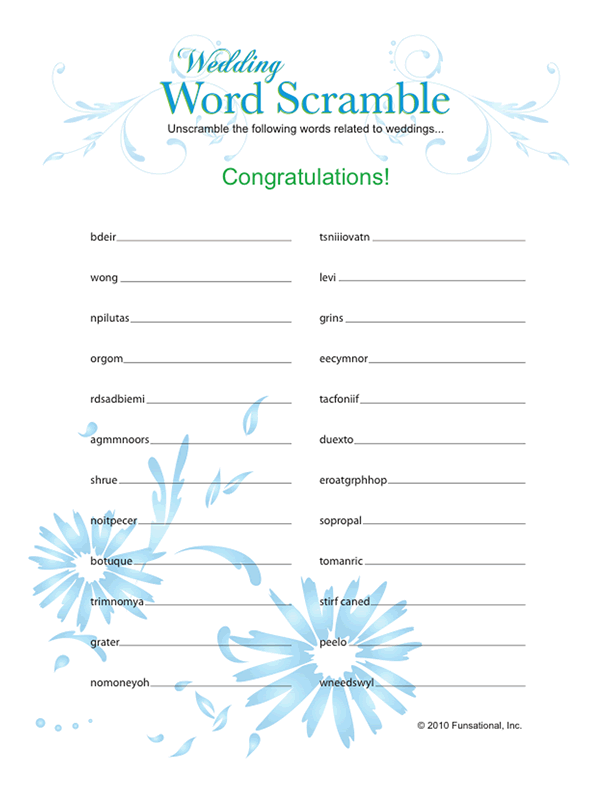 Wedding
Word Scramble
Unscramble the following words related to weddings...
Congratulations!
bdeir
wong
npilutas
orgom
rdsadbiemi
agmmnoors
shrue
noitpecer
botuque
trimnomya
grater
nomoneyoh
tsniiiovatn
levi
grins
eecymnor
tacfoniif
duexto
eroatgrphhop
sopropal
tomanric
stirf caned
peelo
wneedswyl
© 2010 Funsational, Inc.